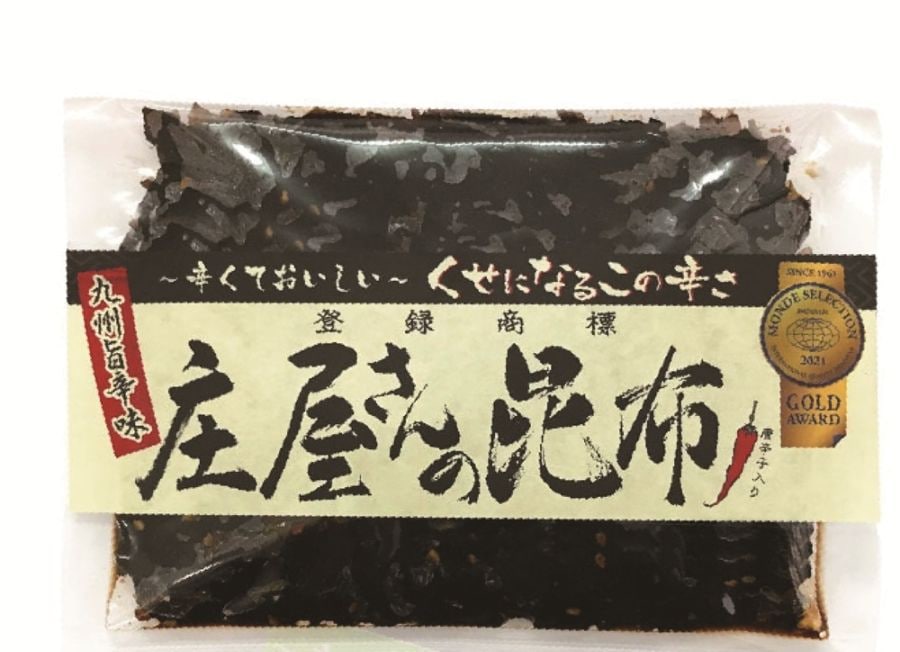 ~辛くておいしい~ くせになるこの辛さ
九州旨辛味
登録商標
庄屋さんの昆布
唐辛子入り
SINCE 1961
MONDE SELECTION
2021
GOLD
AWARD